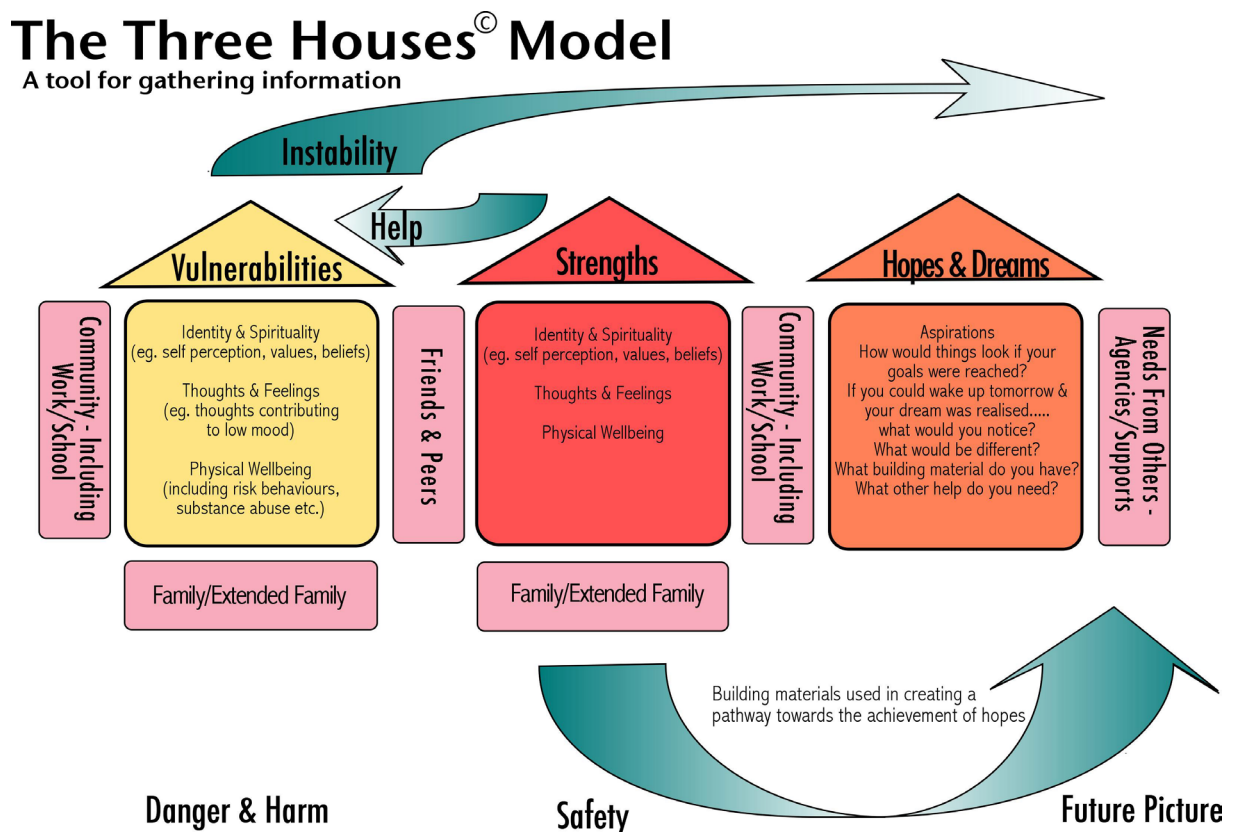 The Three Houses© Model
A tool for gathering information
Instability
Help
Vulnerabilities
Strengths
Hopes & Dreams
Community - Including
Work/School
Identity & Spirituality
(eg. self perception, values, beliefs)
Thoughts & Feelings
(eg. thoughts contributing
to low mood)
Physical Wellbeing
(including risk behaviours,
substance abuse etc.)
Friends & Peers
Identity & Spirituality
(eg. self perception, values, beliefs)
Thoughts & Feelings
Physical Wellbeing
Community - Including
Work/School
Aspirations
How would things look if your
goals were reached?
If you could wake up tomorrow &
your dream was realised.....
what would you notice?
What would be different?
What building material do you have?
What other help do you need?
Needs From Others -
Agencies/Supports
Family/Extended Family
Family/Extended Family
Building materials used in creating a
pathway towards the achievement of hopes
Danger & Harm
Safety
Future Picture